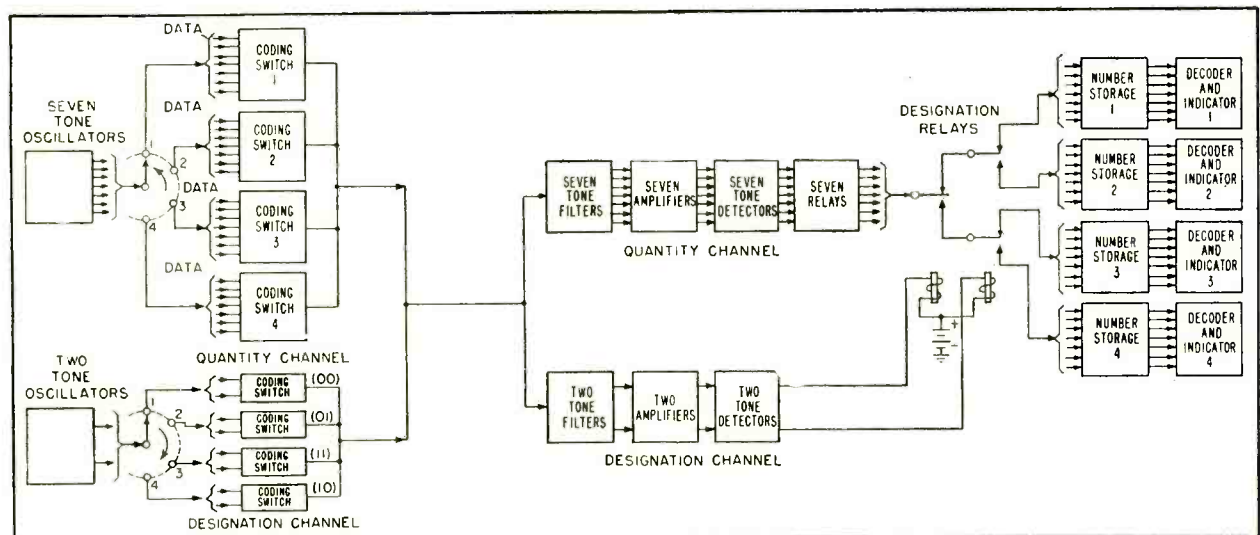 SEVEN
TONE
OSCILLATORS
DATA
CODING
SWITCH
1
DATA
CODING
SWITCH
2
DATA
CODING
SWITCH
3
DATA
CODING
SWITCH
4
1
2
3
4
QUANTITY CHANNEL
TWO
TONE
OSCILLATORS
1
2
3
4
CODING
SWITCH
(00)
CODING
SWITCH
(01)
CODING
SWITCH
(11)
CODING
SWITCH
(10)
DESIGNATION CHANNEL
SEVEN
TONE
FILTERS
SEVEN
AMPLIFIERS
SEVEN
TONE
DETECTORS
SEVEN
RELAYS
QUANTITY CHANNEL
TWO
TONE
FILTERS
TWO
AMPLIFIERS
TWO
TONE
DETECTORS
DESIGNATION CHANNEL
DESIGNATION
RELAYS
+
-
NUMBER
STORAGE
1
DECODER
AND
INDICATOR
1
NUMBER
STORAGE
2
DECODER
AND
INDICATOR
2
NUMBER
STORAGE
3
DECODER
AND
INDICATOR
3
NUMBER
STORAGE
4
DECODER
AND
INDICATOR
4